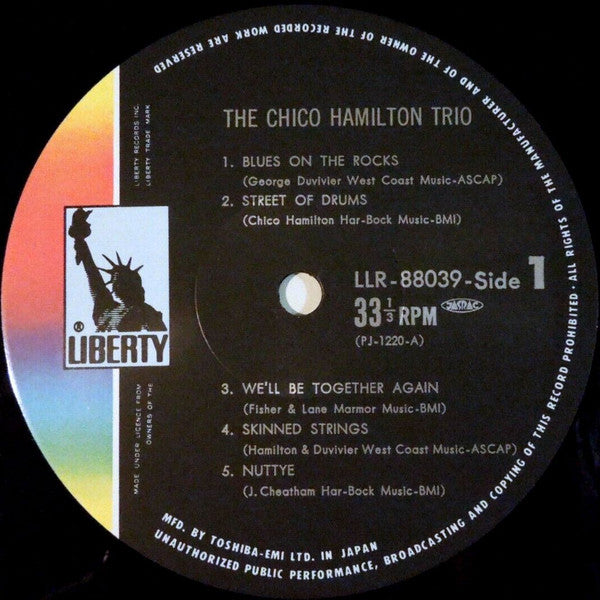 THE CHICO HAMILTON TRIO
1. BLUES ON THE ROCKS
(George Duvivier West Coast Music-ASCAP)
2. STREET OF DRUMS
(Chico Hamilton Har-Bock Music-BMI)
LLR-88039-Side 1
33 1/3 RPM
JASRAC
(PJ-1220-A)
3. WE'LL BE TOGETHER AGAIN
(Fisher & Lane Marmor Music-BMI)
4. SKINNED STRINGS
(Hamilton & Duvivier West Coast Music-ASCAP)
5. NUTTYE
(J. Cheatham Har-Bock Music-BMI)
® LIBERTY
LIBERTY RECORDS INC.
LIBERTY TRADE MARK
MADE UNDER LICENCE FROM
OWNERS OF THE
MFD. BY TOSHIBA-EMI LTD. IN JAPAN
ALL RIGHTS OF THE MANUFACTURER AND OF THE OWNER OF THE RECORDED WORK ARE RESERVED
UNAUTHORIZED PUBLIC PERFORMANCE, BROADCASTING AND COPYING OF THIS RECORD PROHIBITED ·